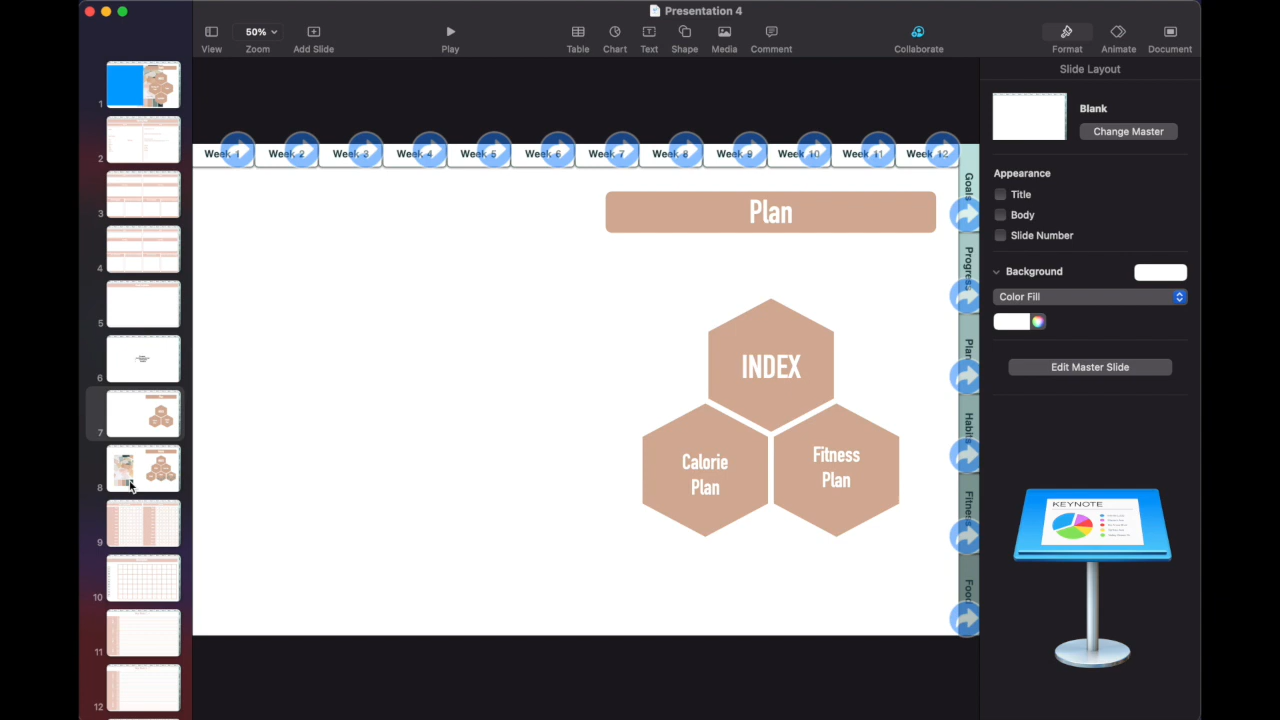 Presentation 4
50%
View
Zoom
Add Slide
Play
Table
Chart
Text
Shape
Media
Comment
Collaborate
Format
Animate
Document
Slide Layout
Blank
Change Master
Appearance
Title
Body
Slide Number
Background
Color Fill
Edit Master Slide
Week 1
Week 2
Week 3
Week 4
Week 5
Week 6
Week 7
Week 8
Week 9
Week 10
Week 11
Week 12
Goals
Progress
Plan
Habits
Fitness
Food
Plan
INDEX
Calorie
Plan
Fitness
Plan
1
2
3
4
5
6
7
8
9
10
11
12
KEYNOTE